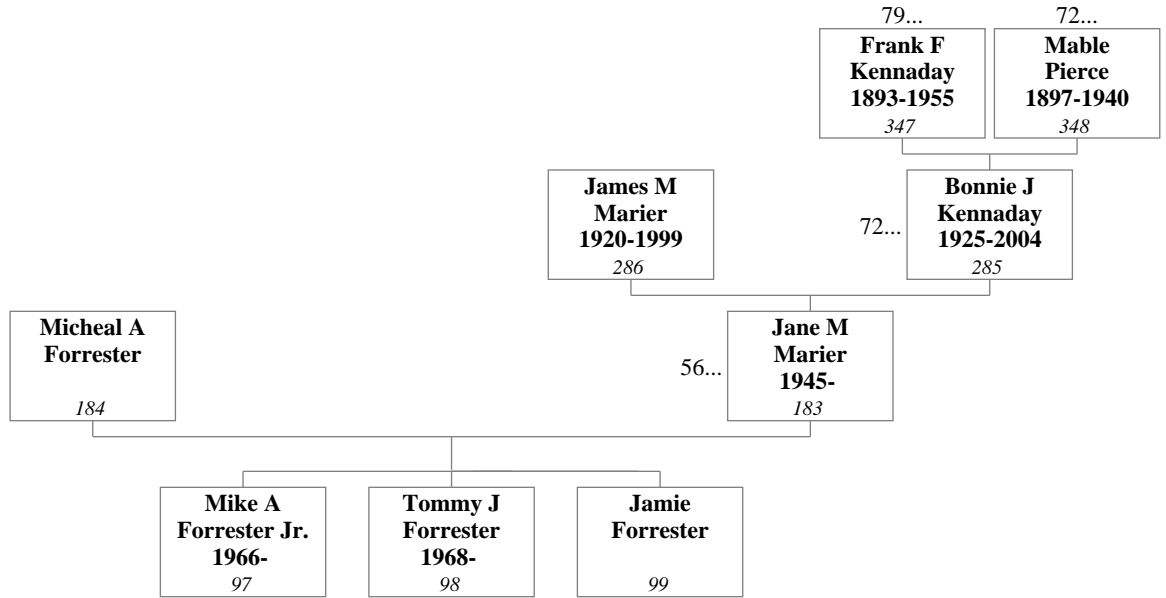 79...
72...
Frank F
Kennaday
1893-1955
347
Mable
Pierce
1897-1940
348
James M
Marier
1920-1999
286
72...
Bonnie J
Kennaday
1925-2004
285
Micheal A
Forrester
184
56...
Jane M
Marier
1945-
183
Mike A
Forrester Jr.
1966-
97
Tommy J
Forrester
1968-
98
Jamie
Forrester
99